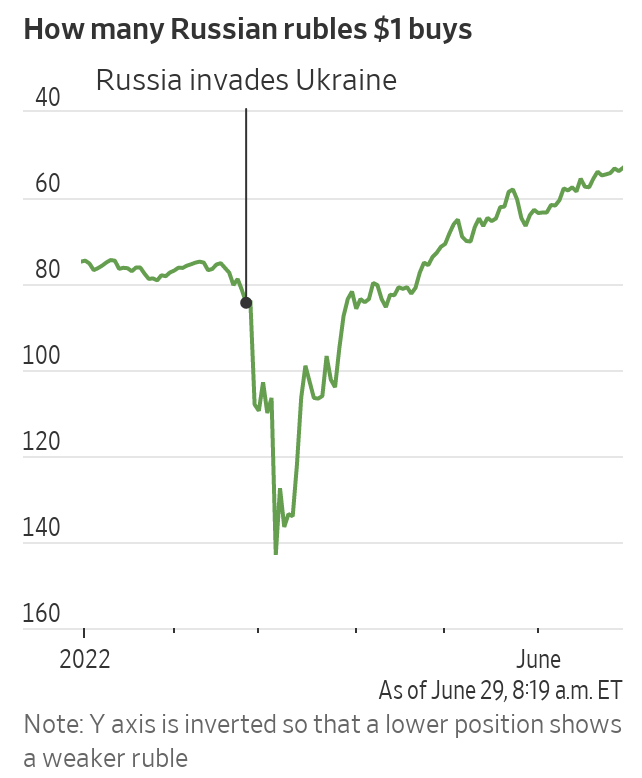 How many Russian rubles $1 buys
Russia invades Ukraine
40
60
80
100
120
140
160
2022
June
As of June 29, 8:19 a.m. ET
Note: Y axis is inverted so that a lower position shows
a weaker ruble